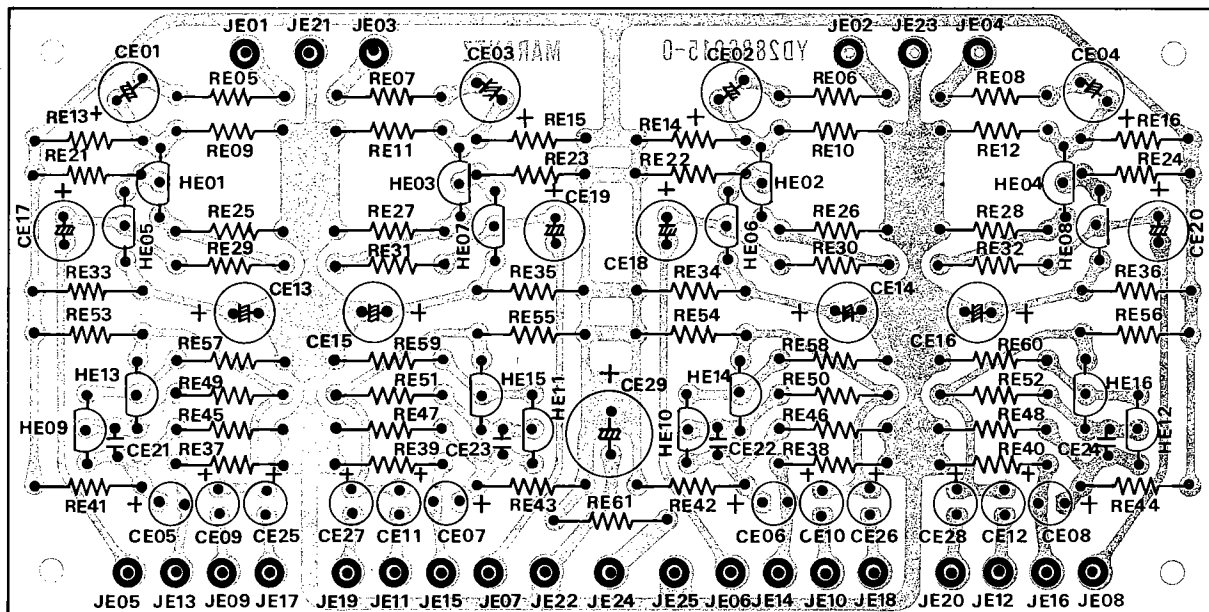 JE01 JE21 JE03 JE02 JE23 JE04
CE01 CE03 MARANTZ CE02 YD2886015-0 CE04
RE05 RE07 RE06 RE08
RE13 RE15 RE14 RE16
RE09 RE11 RE10 RE12
RE21 RE23 RE22 RE24
HE01 HE03 HE02 HE04
CE17 RE25 RE27 CE19 RE26 RE28 CE20
HE05 RE29 RE31 HE07 CE18 HE06 RE30 RE32 HE08
RE33 RE35 RE34 RE36
CE13 CE14
RE53 RE55 RE54 RE56
RE57 CE15 RE59 RE58 CE16 RE60
HE13 RE49 RE51 HE15 HE11 CE29 HE14 RE50 RE52 HE16
HE09 RE45 RE47 HE10 RE46 RE48 HE12
CE21 RE37 RE39 CE23 CE22 RE38 RE40 CE24
RE41 RE43 RE61 RE42 RE44
CE05 CE09 CE25 CE27 CE11 CE07 CE06 CE10 CE26 CE28 CE12 CE08
JE05 JE13 JE09 JE17 JE19 JE11 JE15 JE07 JE22 JE24 JE25 JE06 JE14 JE10 JE18 JE20 JE12 JE16 JE08